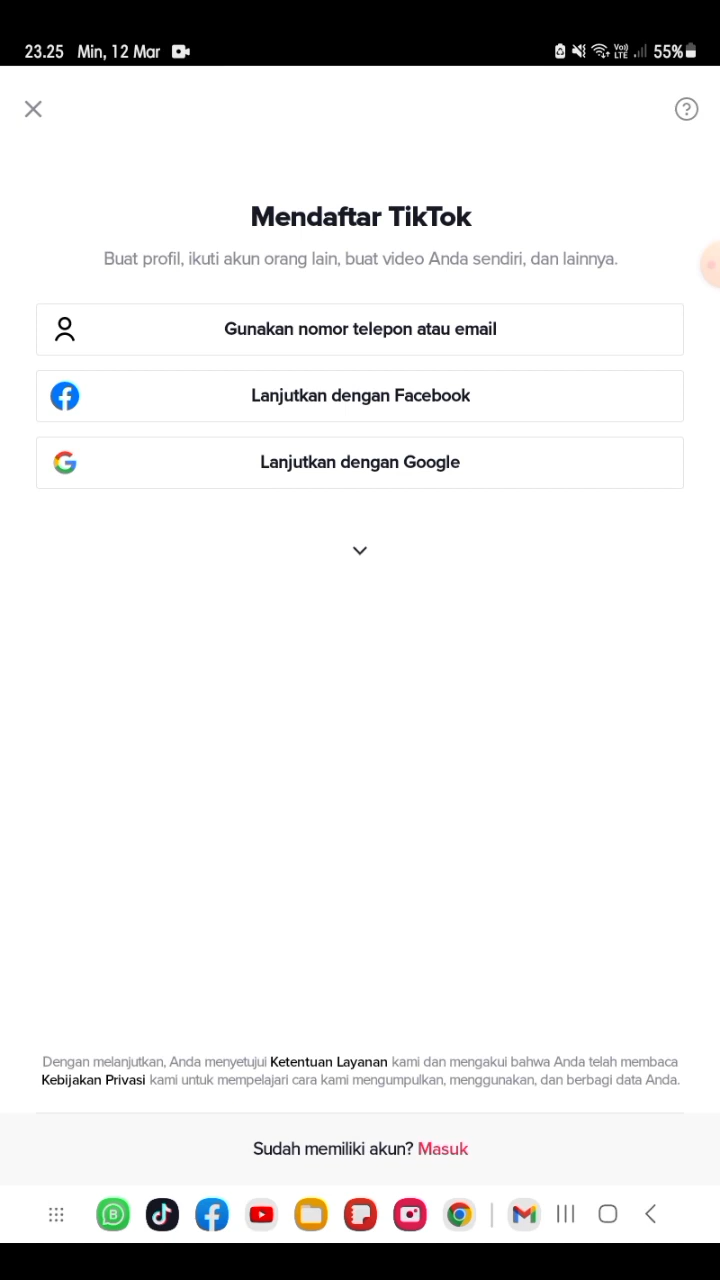 23.25 Min, 12 Mar
Vo))
LTE
55%
Mendaftar TikTok
Buat profil, ikuti akun orang lain, buat video Anda sendiri, dan lainnya.
Gunakan nomor telepon atau email
Lanjutkan dengan Facebook
Lanjutkan dengan Google
Dengan melanjutkan, Anda menyetujui Ketentuan Layanan kami dan mengakui bahwa Anda telah membaca
Kebijakan Privasi kami untuk mempelajari cara kami mengumpulkan, menggunakan, dan berbagi data Anda.
Sudah memiliki akun? Masuk